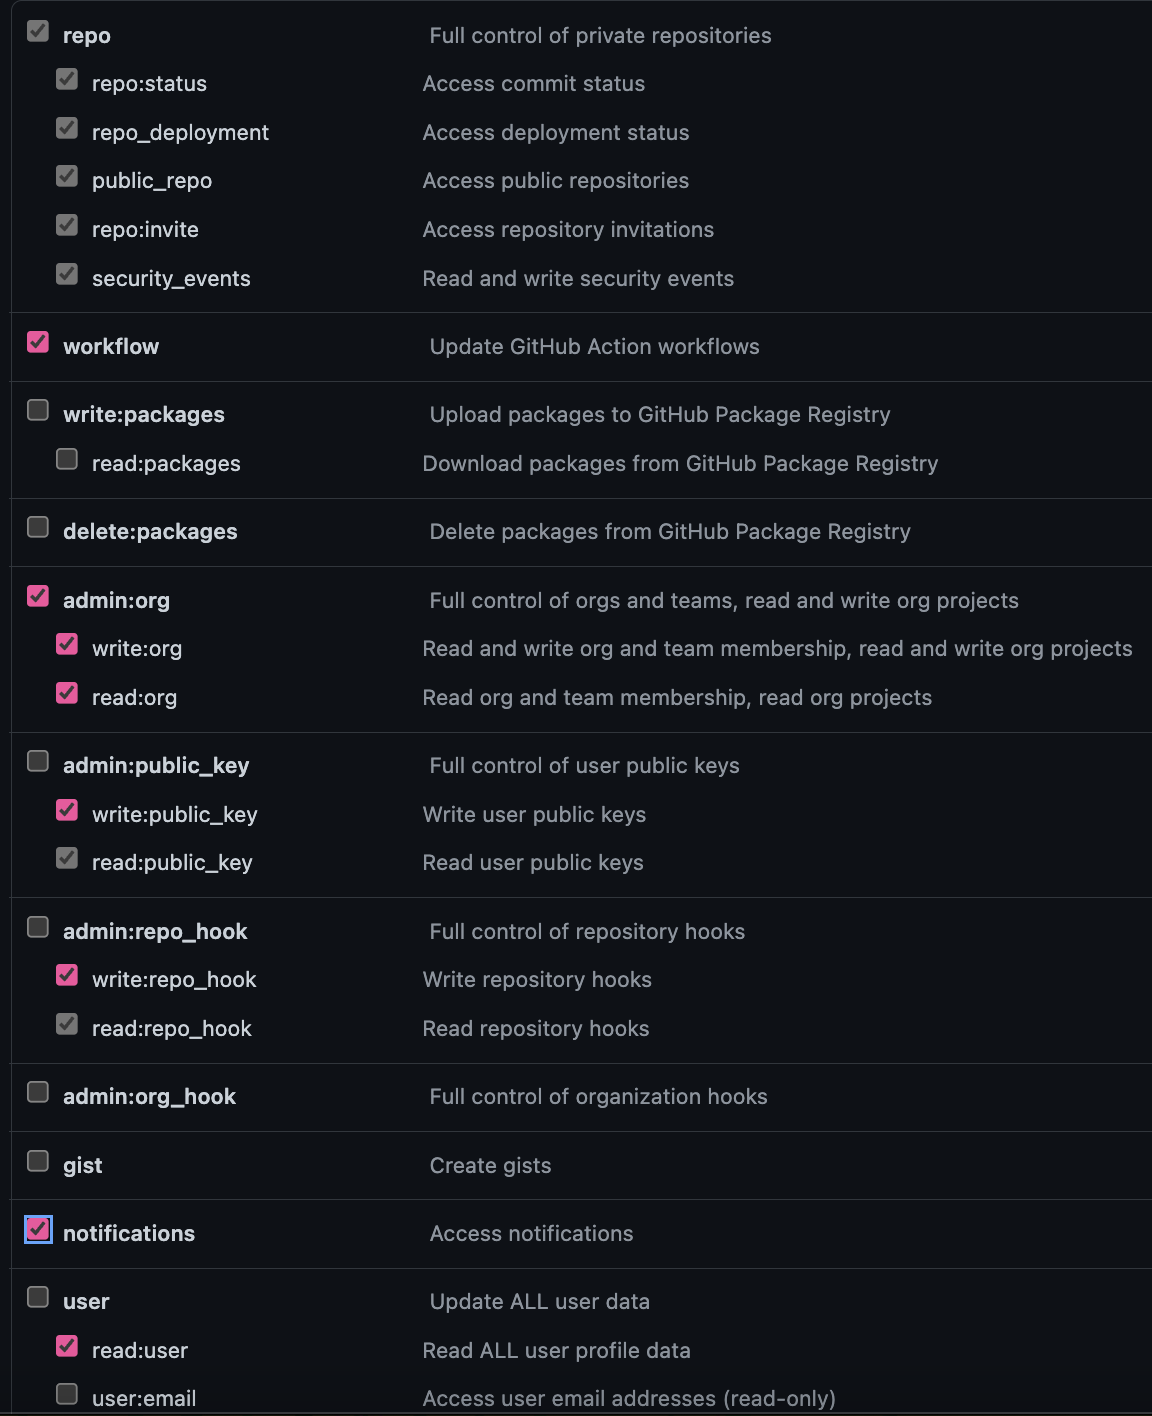 repo Full control of private repositories
repo:status Access commit status
repo_deployment Access deployment status
public_repo Access public repositories
repo:invite Access repository invitations
security_events Read and write security events
workflow Update GitHub Action workflows
write:packages Upload packages to GitHub Package Registry
read:packages Download packages from GitHub Package Registry
delete:packages Delete packages from GitHub Package Registry
admin:org Full control of orgs and teams, read and write org projects
write:org Read and write org and team membership, read and write org projects
read:org Read org and team membership, read org projects
admin:public_key Full control of user public keys
write:public_key Write user public keys
read:public_key Read user public keys
admin:repo_hook Full control of repository hooks
write:repo_hook Write repository hooks
read:repo_hook Read repository hooks
admin:org_hook Full control of organization hooks
gist Create gists
notifications Access notifications
user Update ALL user data
read:user Read ALL user profile data
user:email Access user email addresses (read-only)